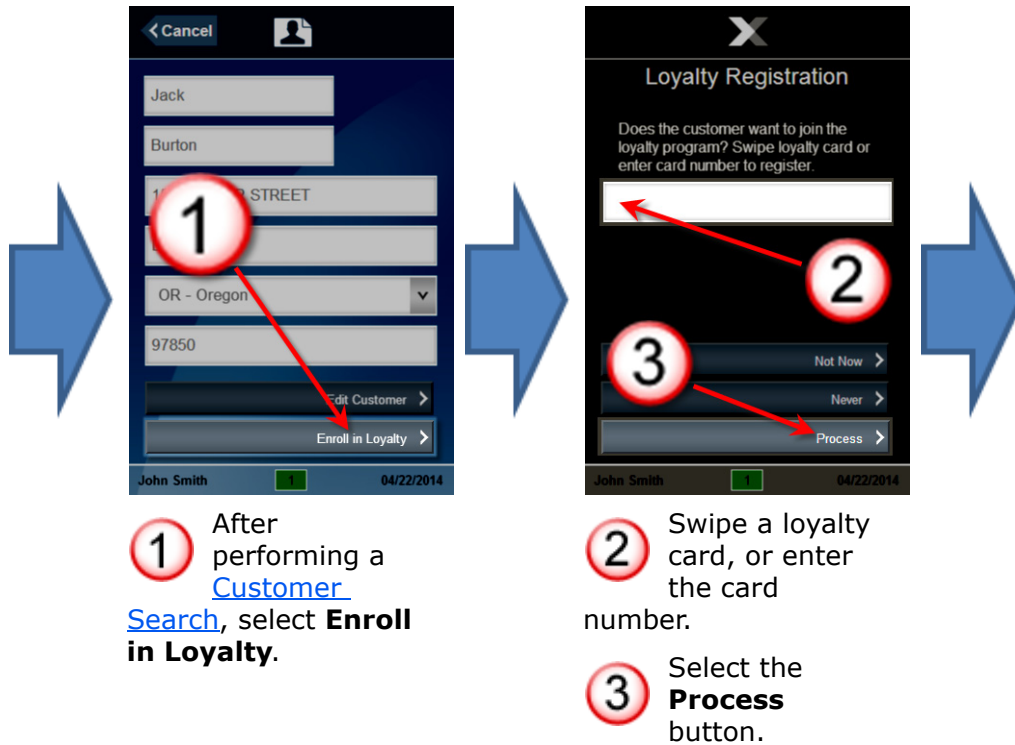 Cancel
Jack
Burton
STREET
OR - Oregon
97850
Edit Customer
Enroll in Loyalty
John Smith 1 04/22/2014
1
1 After
performing a
Customer
Search, select Enroll
in Loyalty.
X
Loyalty Registration
Does the customer want to join the
loyalty program? Swipe loyalty card or
enter card number to register.
2
3
Not Now
Never
Process
John Smith 1 04/22/2014
2 Swipe a loyalty
card, or enter
the card
number.
3 Select the
Process
button.